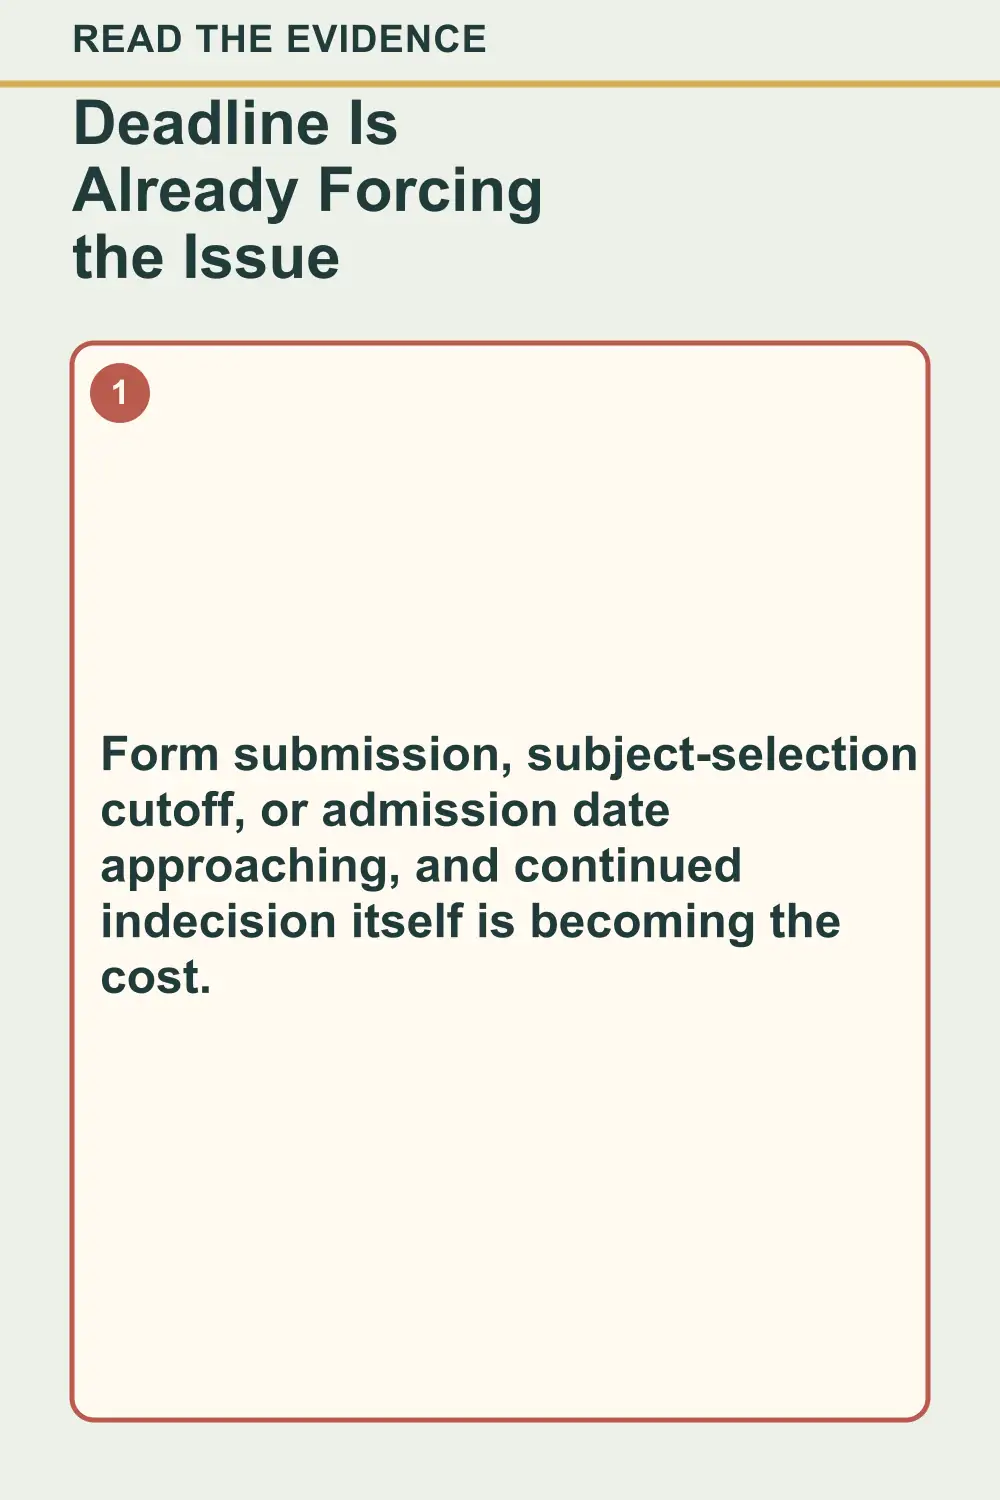 READ THE EVIDENCE
Deadline Is
Already Forcing
the Issue
1
Form submission, subject-selection
cutoff, or admission date
approaching, and continued
indecision itself is becoming the
cost.